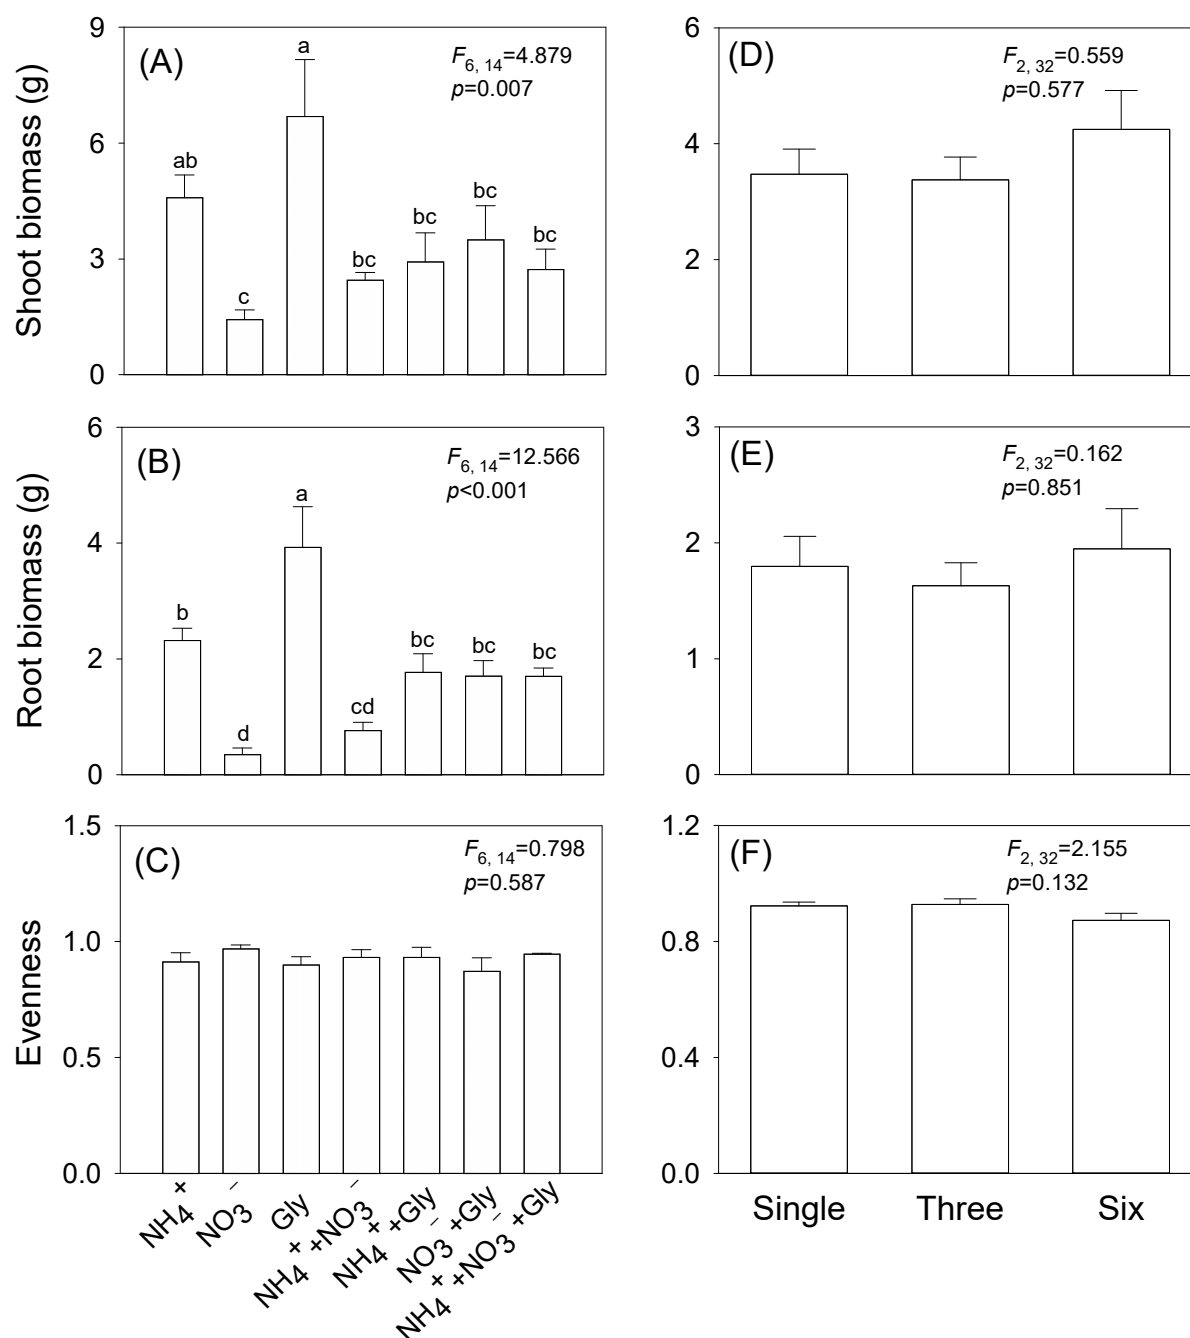 Shoot biomass (g)
9
6
3
0
(A)
F6, 14=4.879
p=0.007
ab
c
a
bc
bc
bc
bc
6
4
2
0
(D)
F2, 32=0.559
p=0.577
Root biomass (g)
6
4
2
0
(B)
F6, 14=12.566
p<0.001
b
d
a
cd
bc
bc
bc
3
2
1
0
(E)
F2, 32=0.162
p=0.851
Evenness
1.5
1.0
0.5
0.0
(C)
F6, 14=0.798
p=0.587
NH4+
NO3−
Gly
NH4+ +NO3−
NH4+ +Gly
NO3− +Gly
NH4+ +NO3− +Gly
1.2
0.8
0.4
0.0
(F)
F2, 32=2.155
p=0.132
Single
Three
Six